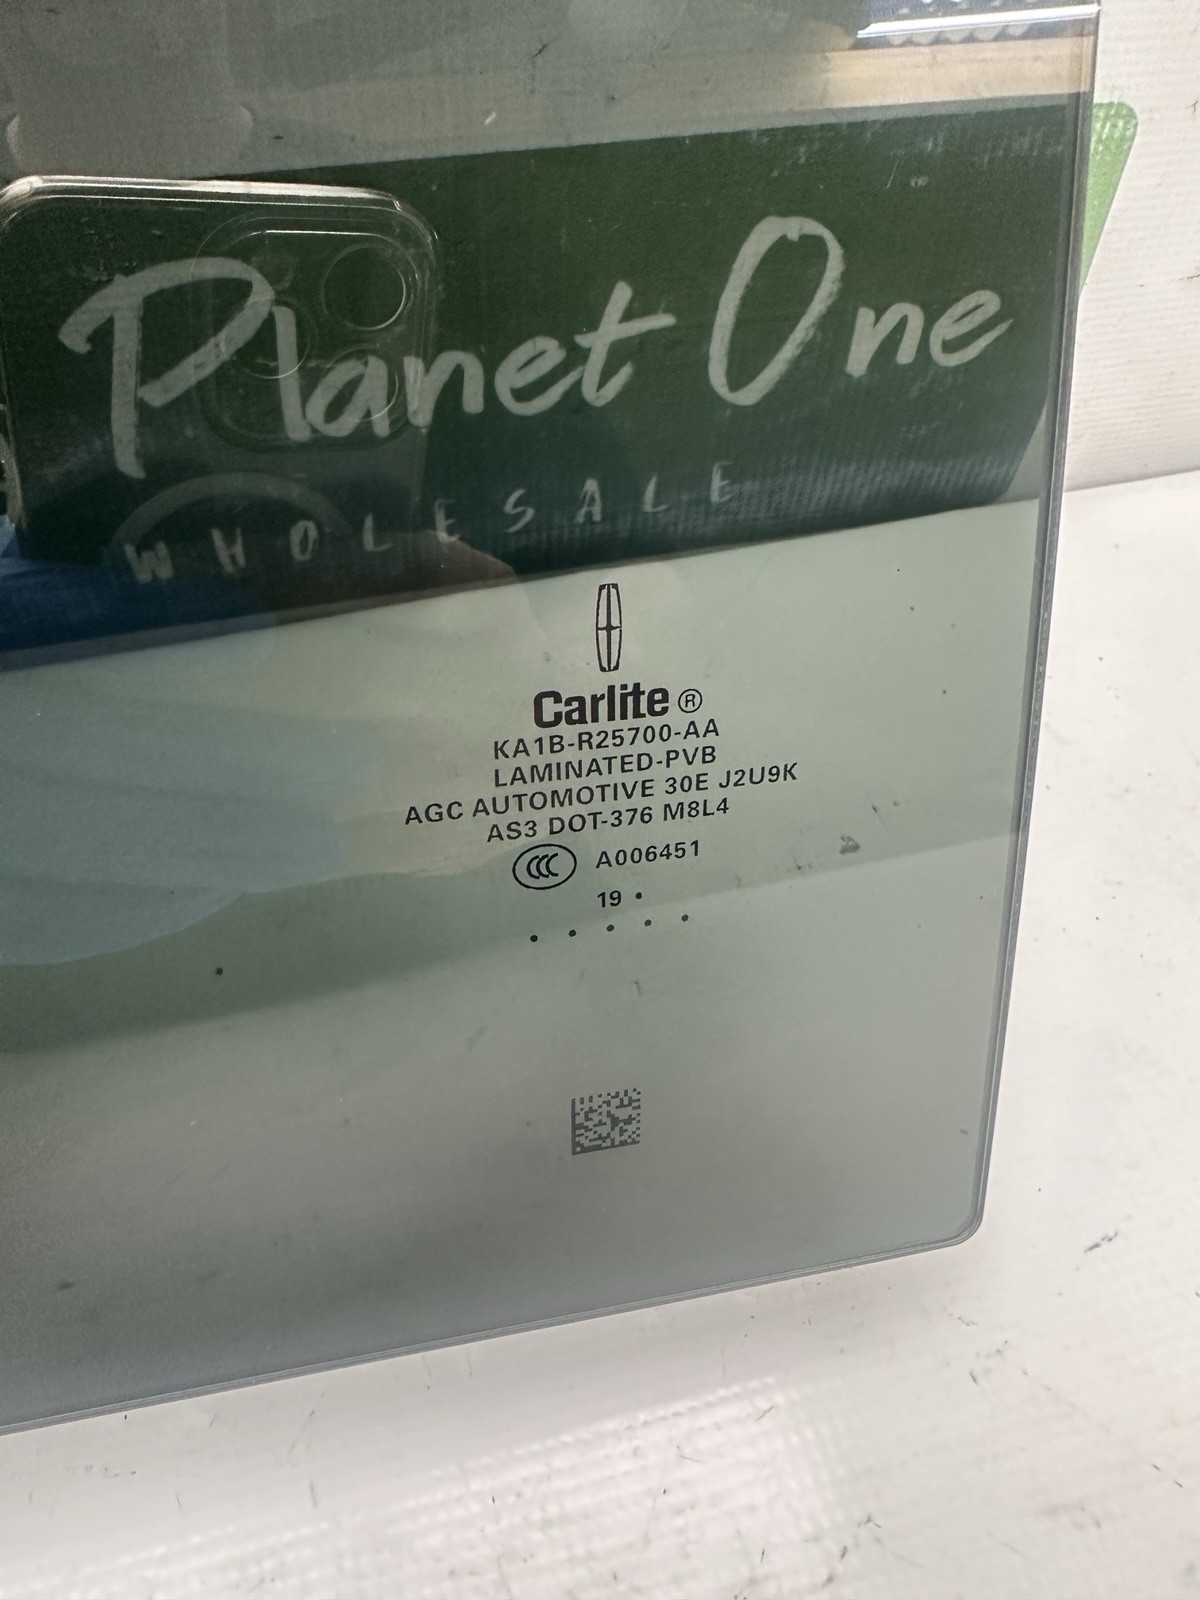 Planet One
WHOLESALE
Carlite ®
KA1B-R25700-AA
LAMINATED-PVB
AGC AUTOMOTIVE 30E J2U9K
AS3 DOT-376 M8L4
CCC A006451
19 •
• • • • •